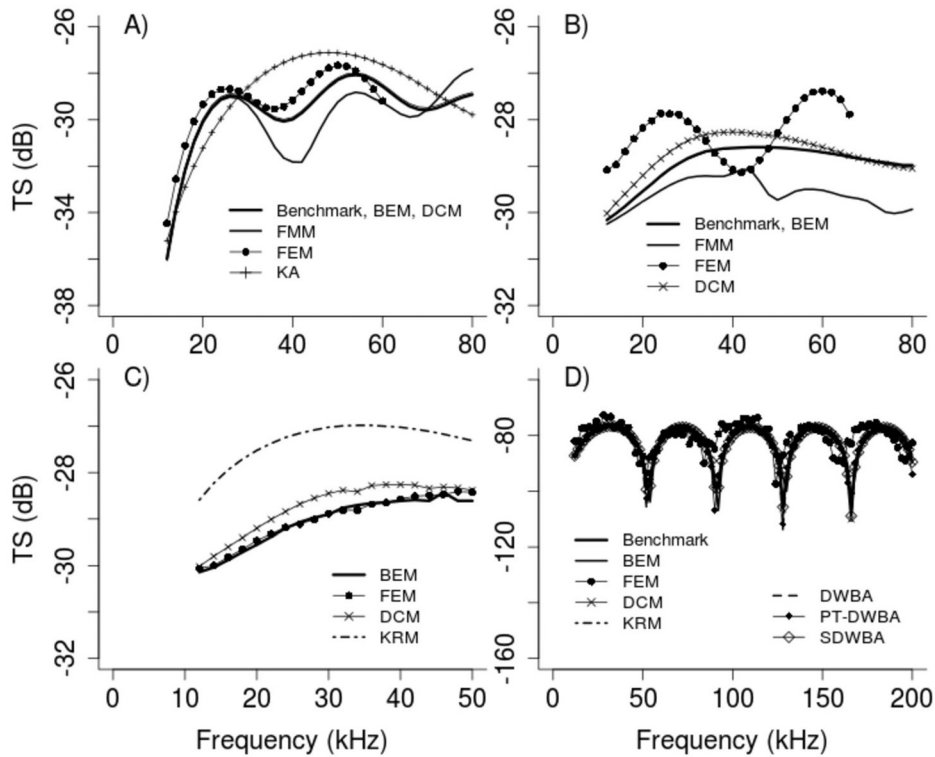 A)
TS (dB)
-26
-30
-34
-38
0
20
40
60
80
Benchmark, BEM, DCM
FMM
FEM
KA
B)
-26
-28
-30
-32
0
20
40
60
80
Benchmark, BEM
FMM
FEM
DCM
C)
TS (dB)
-26
-28
-30
-32
0
10
20
30
40
50
Frequency (kHz)
BEM
FEM
DCM
KRM
D)
-80
-120
-160
0
50
100
150
200
Frequency (kHz)
Benchmark
BEM
FEM
DCM
KRM
DWBA
PT-DWBA
SDWBA